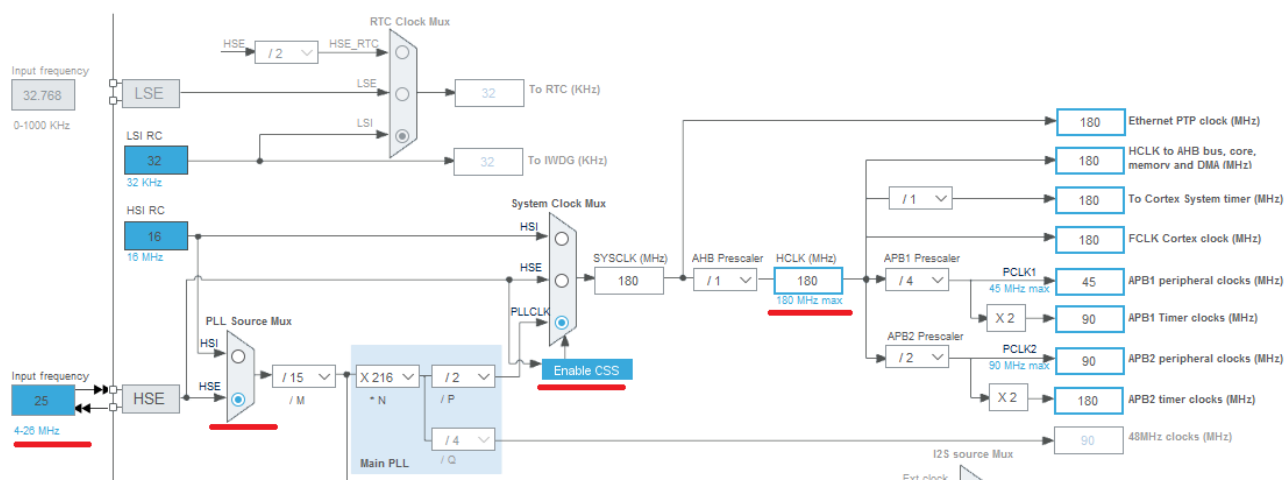 RTC Clock Mux
HSE
/ 2
HSE_RTC
Input frequency
32.768
0-1000 KHz
LSE
LSE
32
To RTC (KHz)
LSI RC
32
32 KHz
LSI
32
To IWDG (KHz)
HSI RC
16
16 MHz
System Clock Mux
HSI
HSE
PLLCLK
SYSCLK (MHz)
180
AHB Prescaler
/ 1
HCLK (MHz)
180
180 MHz max
180
Ethernet PTP clock (MHz)
180
HCLK to AHB bus, core,
memory and DMA (MHz)
/ 1
180
To Cortex System timer (MHz)
180
FCLK Cortex clock (MHz)
APB1 Prescaler
/ 4
PCLK1
45 MHz max
45
APB1 peripheral clocks (MHz)
X 2
90
APB1 Timer clocks (MHz)
APB2 Prescaler
/ 2
PCLK2
90 MHz max
90
APB2 peripheral clocks (MHz)
X 2
180
APB2 timer clocks (MHz)
PLL Source Mux
HSI
HSE
Input frequency
25
4-26 MHz
HSE
/ 15
/ M
X 216
* N
/ 2
/ P
/ 4
/ Q
Main PLL
Enable CSS
90
48MHz clocks (MHz)
I2S source Mux
Ext clock